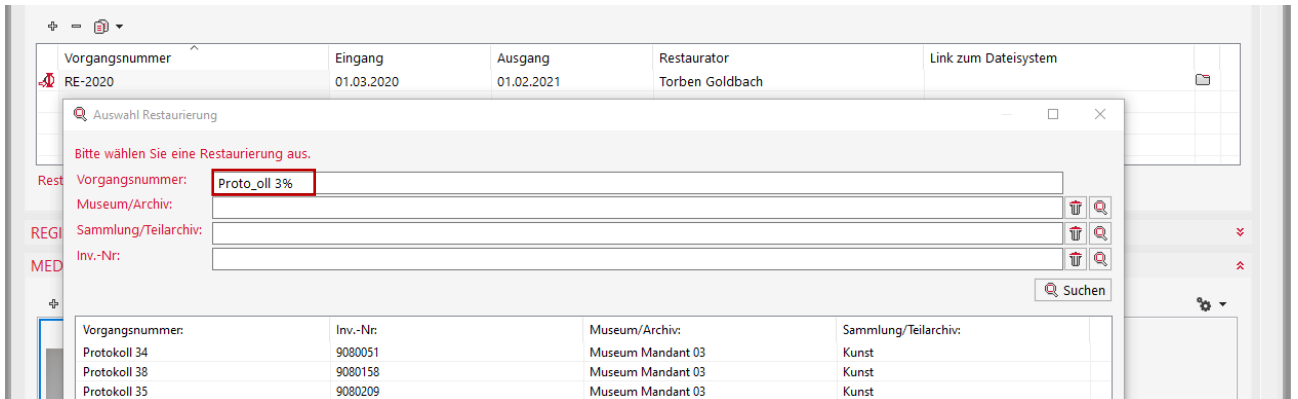 Vorgangsnummer Eingang Ausgang Restaurator Link zum Dateisystem
RE-2020 01.03.2020 01.02.2021 Torben Goldbach
Auswahl Restaurierung
Bitte wählen Sie eine Restaurierung aus.
Rest
Vorgangsnummer: Proto_oll 3%
Museum/Archiv:
REGI
Sammlung/Teilarchiv:
MED
Inv.-Nr:
Suchen
Vorgangsnummer: Inv.-Nr: Museum/Archiv: Sammlung/Teilarchiv:
Protokoll 34 9080051 Museum Mandant 03 Kunst
Protokoll 38 9080158 Museum Mandant 03 Kunst
Protokoll 35 9080209 Museum Mandant 03 Kunst